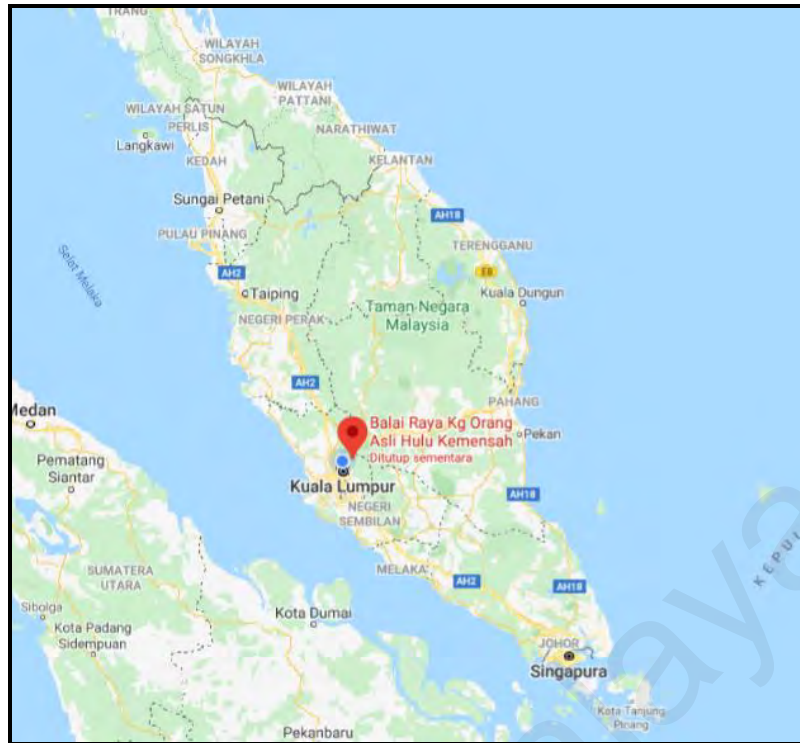 TRANG
WILAYAH
SONGKHLA
WILAYAH
PATTANI
WILAYAH SATUN
PERLIS
NARATHIWAT
Langkawi
KEDAH
KELANTAN
Sungai Petani
AH18
PULAU PINANG
TERENGGANU
Selat Melaka
AH2
E8
Taiping
Kuala Dungun
Taman Negara
Malaysia
NEGERI PERAK
AH2
PAHANG
Medan
Balai Raya Kg Orang
Asli Hulu Kemensah
Ditutup sementara
Pekan
Pematang
Siantar
Kuala Lumpur
AH18
NEGERI
SEMBILAN
SUMATERA
UTARA
MELAKA
AH2
AH18
Sibolga
Kota Dumai
Kota Padang
Sidempuan
JOHOR
Singapura
Kota Tanjung
Pinang
Pekanbaru